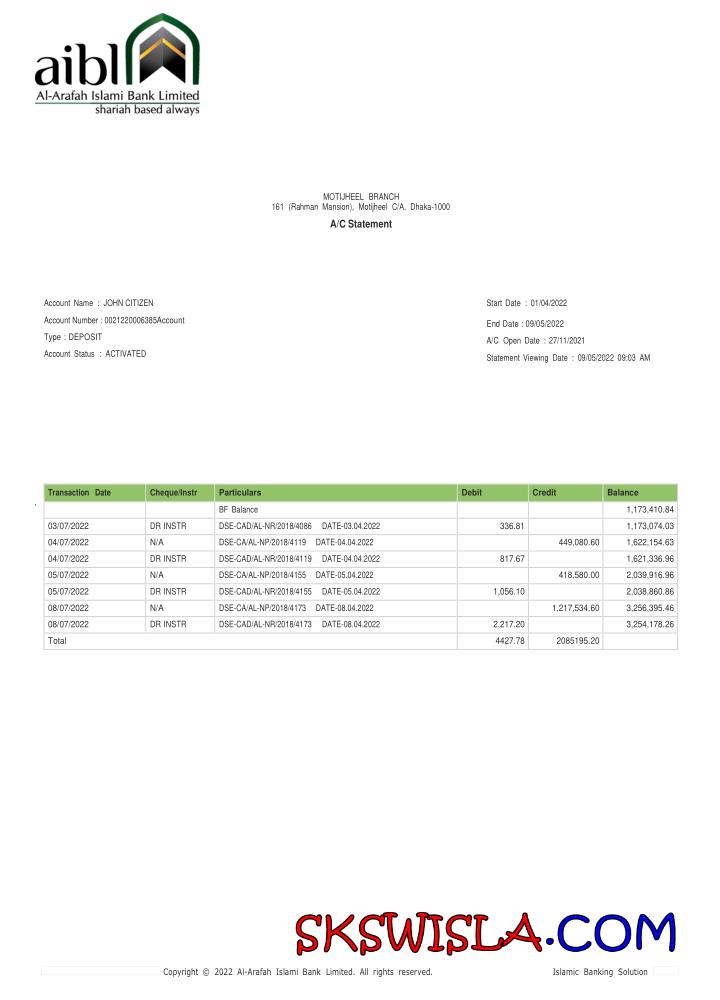 aibl
Al-Arafah Islami Bank Limited
shariah based always
MOTIJHEEL BRANCH
161 (Rahman Mansion), Motijheel C/A, Dhaka-1000
A/C Statement
Account Name : JOHN CITIZEN
Account Number : 0021220006385Account
Type : DEPOSIT
Account Status : ACTIVATED
Start Date : 01/04/2022
End Date : 09/05/2022
A/C Open Date : 27/11/2021
Statement Viewing Date : 09/05/2022 09:03 AM
Transaction Date Cheque/Instr Particulars Debit Credit Balance
BF Balance 1,173,410.84
03/07/2022 DR INSTR DSE-CAD/AL-NR/2018/4086 DATE-03.04.2022 336.81 1,173,074.03
04/07/2022 N/A DSE-CA/AL-NP/2018/4119 DATE-04.04.2022 449,080.60 1,622,154.63
04/07/2022 DR INSTR DSE-CAD/AL-NR/2018/4119 DATE-04.04.2022 817.67 1,621,336.96
05/07/2022 N/A DSE-CA/AL-NP/2018/4155 DATE-05.04.2022 418,580.00 2,039,916.96
05/07/2022 DR INSTR DSE-CAD/AL-NR/2018/4155 DATE-05.04.2022 1,056.10 2,038,860.86
08/07/2022 N/A DSE-CA/AL-NP/2018/4173 DATE-08.04.2022 1,217,534.60 3,256,395.46
08/07/2022 DR INSTR DSE-CAD/AL-NR/2018/4173 DATE-08.04.2022 2,217.20 3,254,178.26
Total 4427.78 2085195.20
SKSWISLA.COM
Copyright © 2022 Al-Arafah Islami Bank Limited. All rights reserved. Islamic Banking Solution